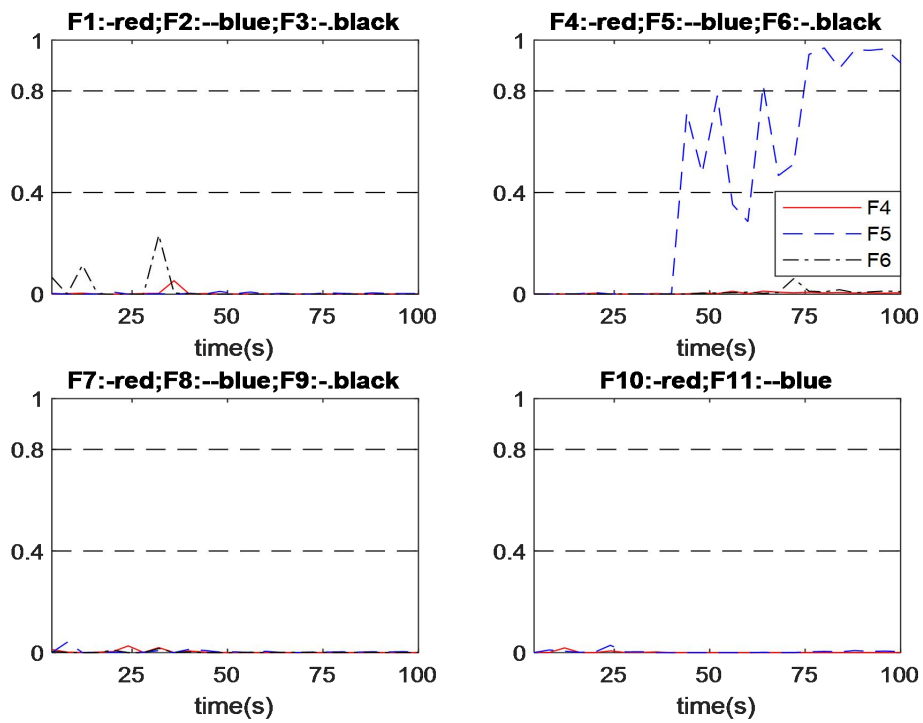 F1:-red;F2:--blue;F3:-.black
1
0.8
0.4
0
25 50 75 100
time(s)
F4:-red;F5:--blue;F6:-.black
1
0.8
0.4
0
F4
F5
F6
25 50 75 100
time(s)
F7:-red;F8:--blue;F9:-.black
1
0.8
0.4
0
25 50 75 100
time(s)
F10:-red;F11:--blue
1
0.8
0.4
0
25 50 75 100
time(s)